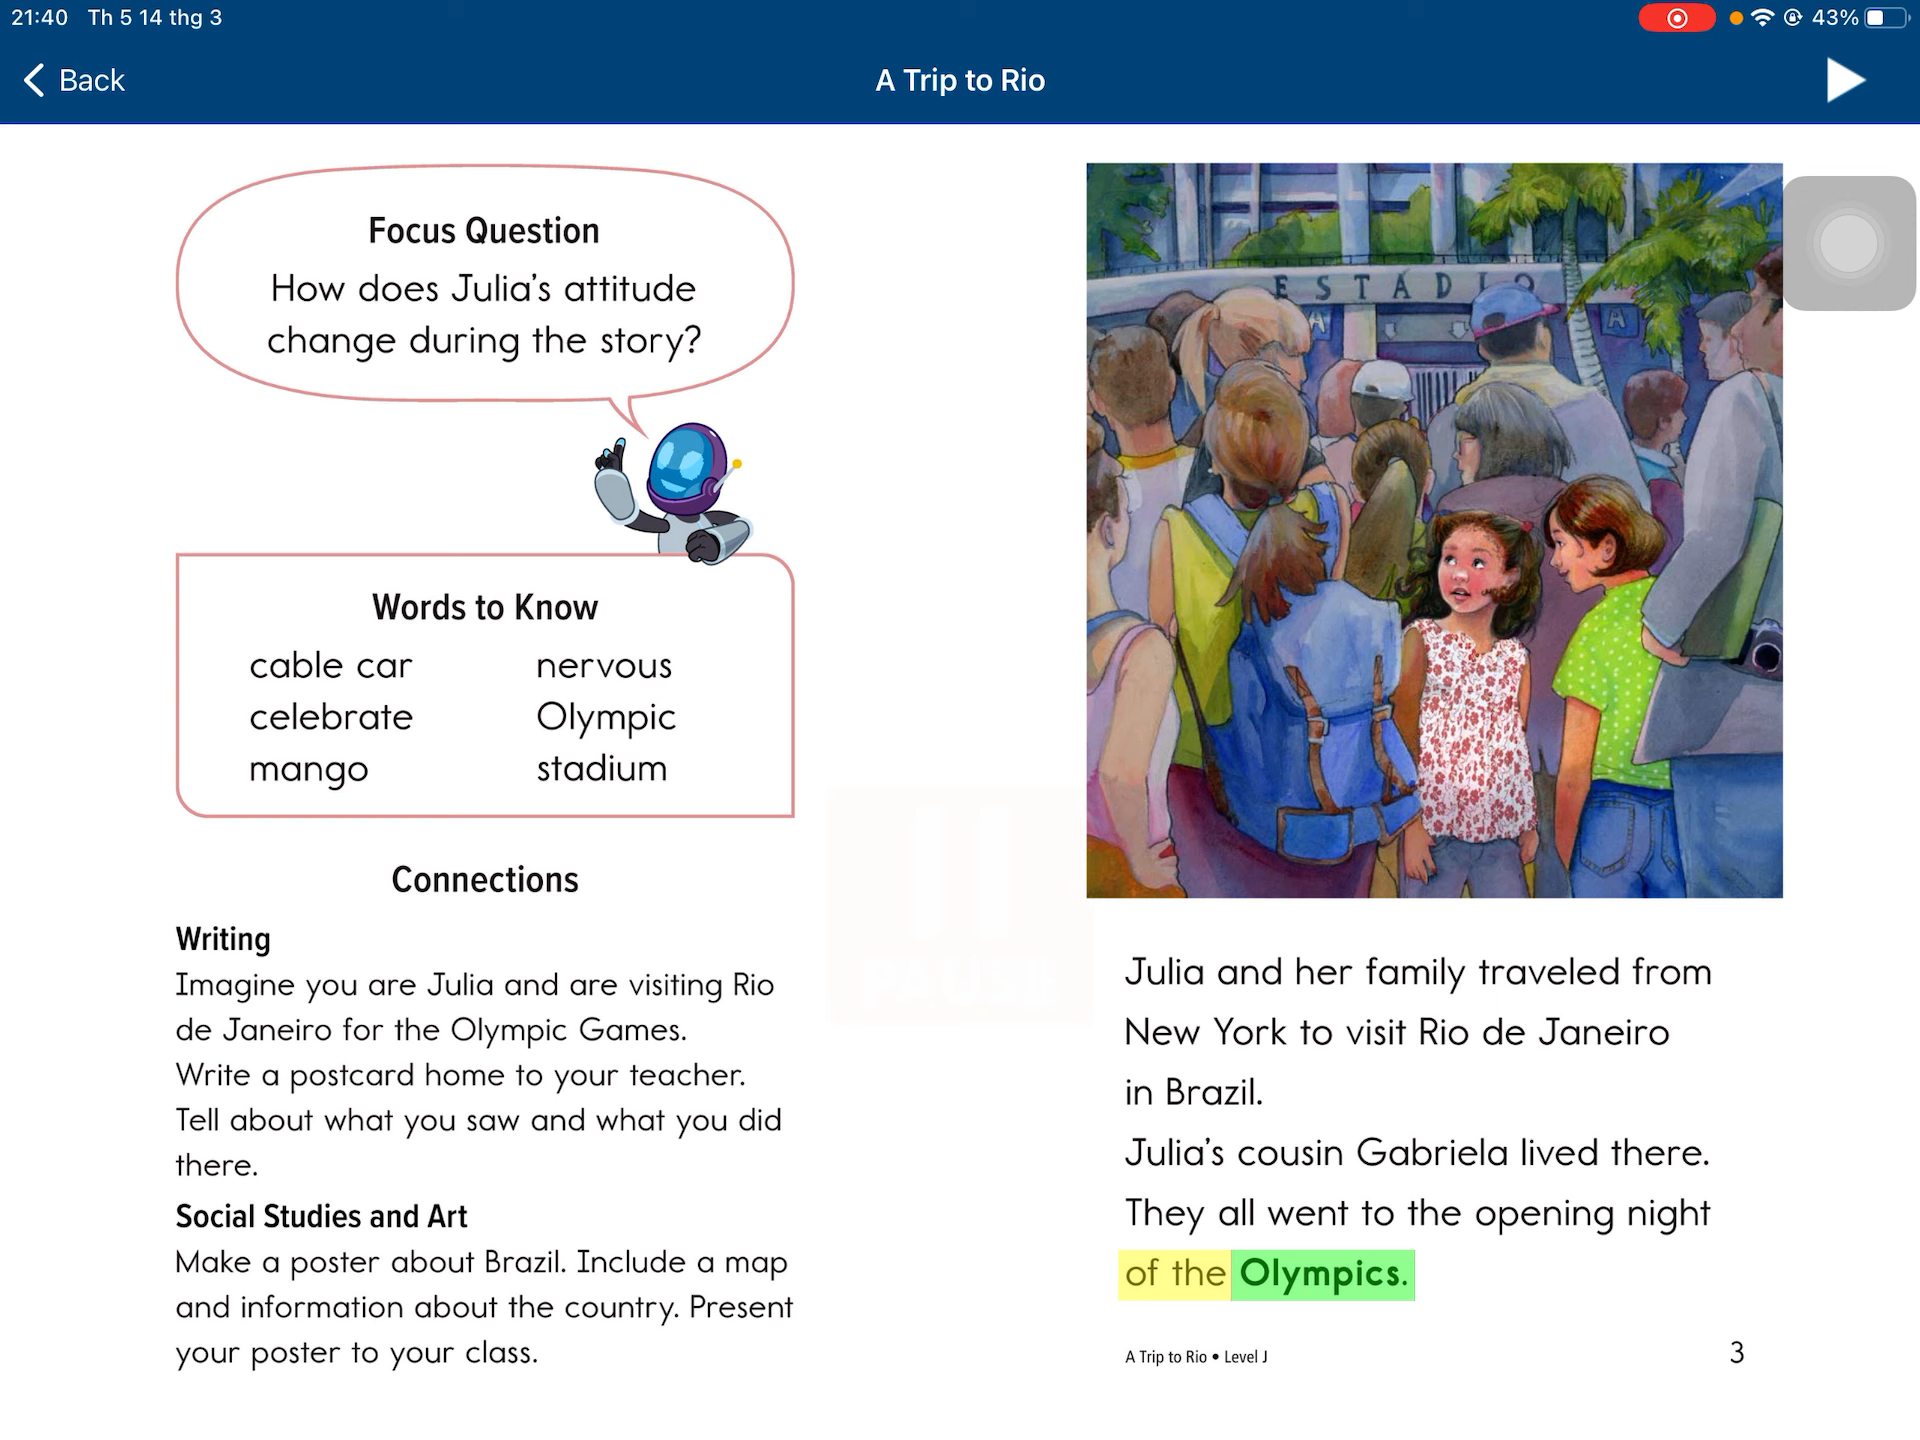 21:40 Th 5 14 thg 3
43%
Back
A Trip to Rio
Focus Question
How does Julia's attitude
change during the story?
Words to Know
cable car
celebrate
mango
nervous
Olympic
stadium
Connections
Writing
Imagine you are Julia and are visiting Rio
de Janeiro for the Olympic Games.
Write a postcard home to your teacher.
Tell about what you saw and what you did
there.
Social Studies and Art
Make a poster about Brazil. Include a map
and information about the country. Present
your poster to your class.
ESTÁDIO
A
A
PAUSE
Julia and her family traveled from
New York to visit Rio de Janeiro
in Brazil.
Julia's cousin Gabriela lived there.
They all went to the opening night
of the Olympics.
A Trip to Rio • Level J
3